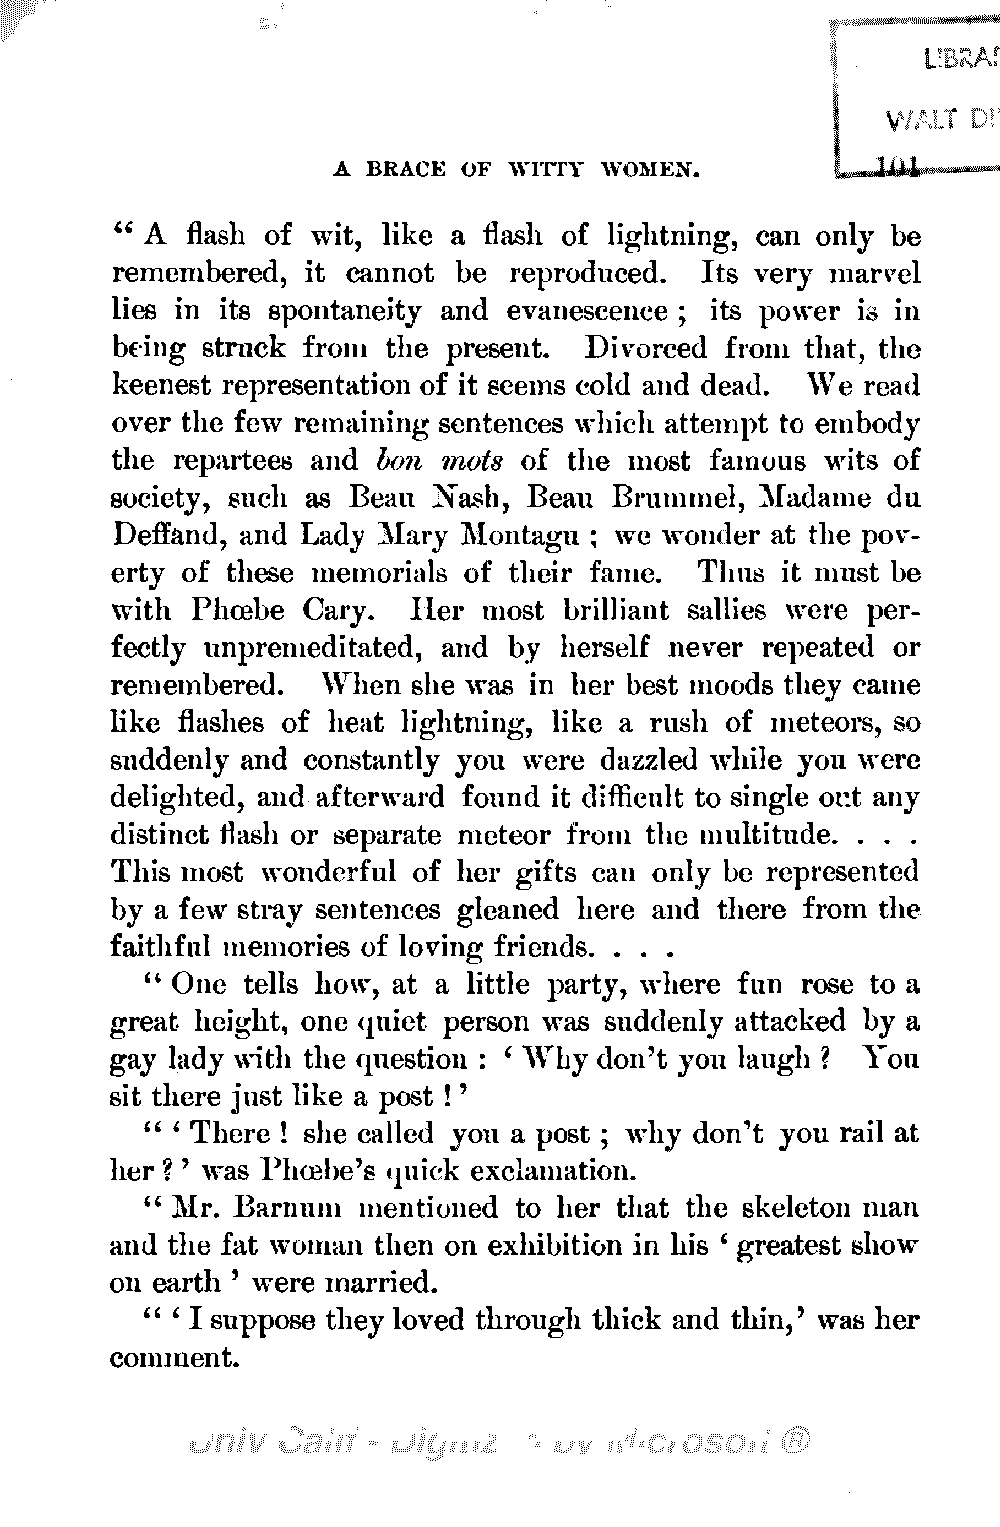 LIBRA
WALT DI
A BRACE OF WITTY WOMEN. 101
“ A flash of wit, like a flash of lightning, can only be
remembered, it cannot be reproduced. Its very marvel
lies in its spontaneity and evanescence ; its power is in
being struck from the present. Divorced from that, the
keenest representation of it seems cold and dead. We read
over the few remaining sentences which attempt to embody
the repartees and bon mots of the most famous wits of
society, such as Beau Nash, Beau Brummel, Madame du
Deffand, and Lady Mary Montagu ; we wonder at the pov-
erty of these memorials of their fame. Thus it must be
with Phœbe Cary. Her most brilliant sallies were per-
fectly unpremeditated, and by herself never repeated or
remembered. When she was in her best moods they came
like flashes of heat lightning, like a rush of meteors, so
suddenly and constantly you were dazzled while you were
delighted, and afterward found it difficult to single out any
distinct flash or separate meteor from the multitude. . . .
This most wonderful of her gifts can only be represented
by a few stray sentences gleaned here and there from the
faithful memories of loving friends. . . .
“ One tells how, at a little party, where fun rose to a
great height, one quiet person was suddenly attacked by a
gay lady with the question : ‘ Why don’t you laugh ? You
sit there just like a post ! ’
“ ‘ There ! she called you a post ; why don’t you rail at
her ? ’ was Phœbe’s quick exclamation.
“ Mr. Barnum mentioned to her that the skeleton man
and the fat woman then on exhibition in his ‘ greatest show
on earth ’ were married.
“ ‘ I suppose they loved through thick and thin,’ was her
comment.
Univ Calif - Digitized by Microsoft ®